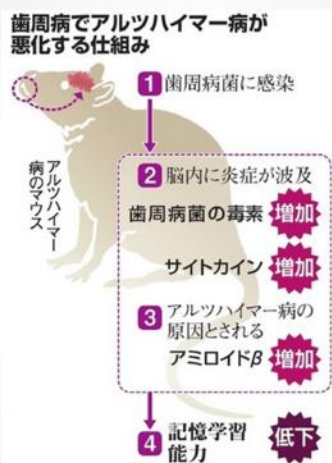 歯周病でアルツハイマー病が
悪化する仕組み
1 歯周病菌に感染
アルツハイマー
病のマウス
2 脳内に炎症が波及
歯周病菌の毒素 増加
サイトカイン 増加
3 アルツハイマー病の
原因とされる
アミロイドβ 増加
4 記憶学習
能力 低下